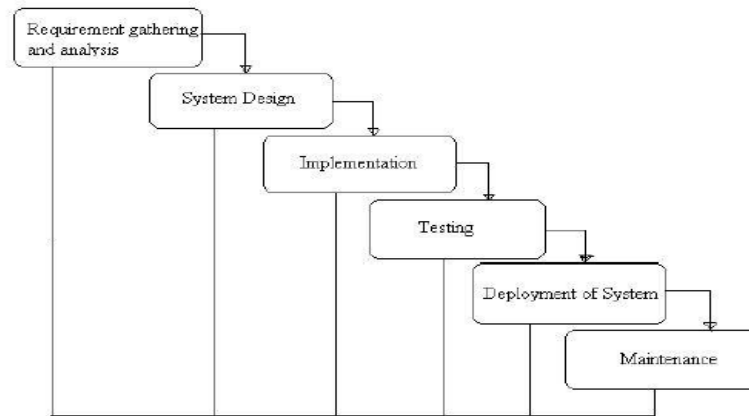 Requirement gathering
and analysis
System Design
Implementation
Testing
Deployment of System
Maintenance